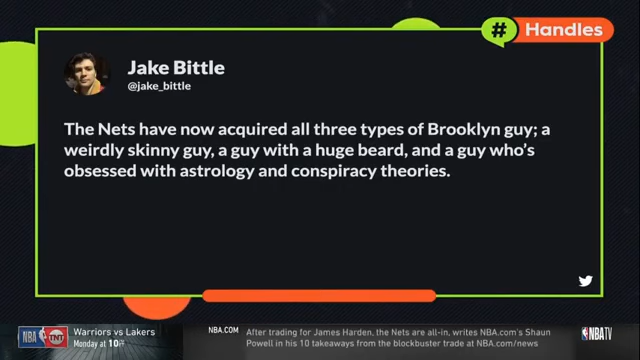 # Handles
Jake Bittle
@jake_bittle
The Nets have now acquired all three types of Brooklyn guy; a
weirdly skinny guy, a guy with a huge beard, and a guy who's
obsessed with astrology and conspiracy theories.
NBA TNT
Warriors vs Lakers
Monday at 10
NBA.COM
After trading for James Harden, the Nets are all-in, writes NBA.com's Shaun
Powell in his 10 takeaways from the blockbuster trade at NBA.com/news
NBATV